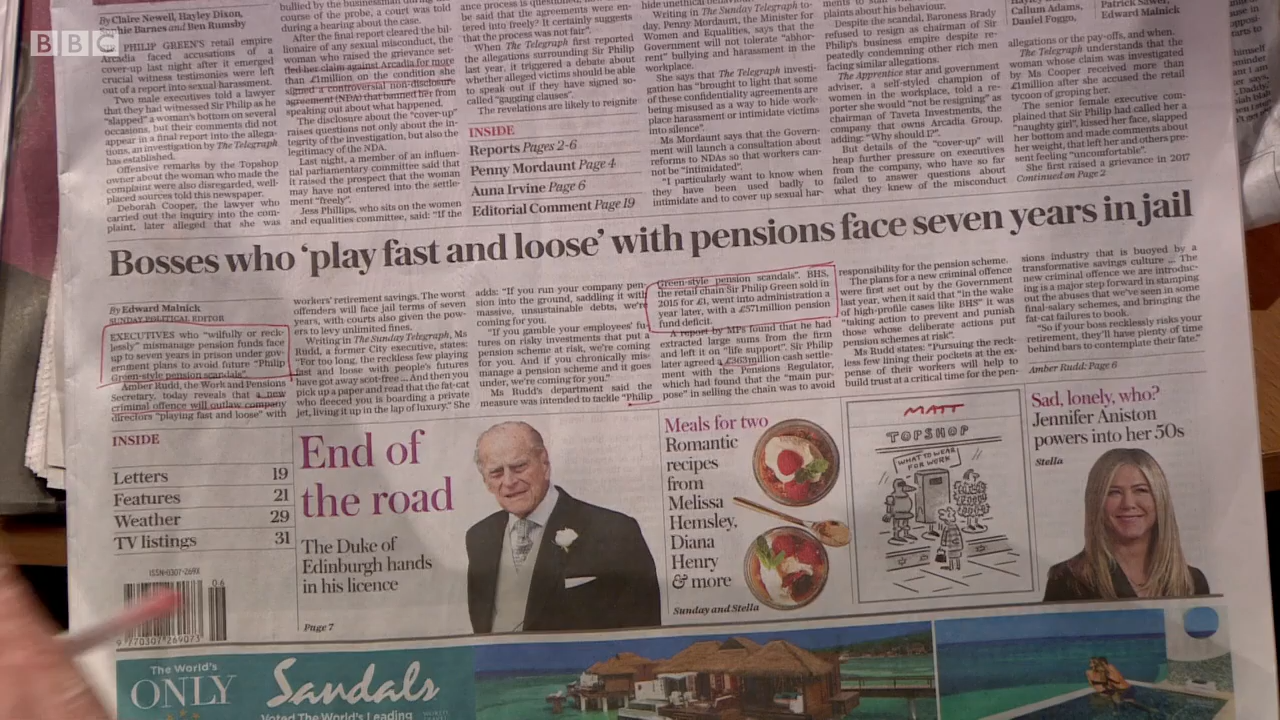 BBC
By Claire Newell, Hayley Dixon,
Sophie Barnes and Ben Rumsby
SIR PHILIP GREEN'S retail empire
Arcadia faced accusations of a
cover-up last night after it emerged
crucial witness testimonies were left
out of a report into sexual harassment.
Two male executives told a lawyer
that they had witnessed Sir Philip as he
"slapped" a woman's bottom on several
occasions, but their comments did not
appear in a final report into the allega-
tions, an investigation by The Telegraph
has established.
Offensive remarks by the Topshop
owner about the woman who made the
complaint were also disregarded, well-
placed sources told this newspaper.
Deborah Cooper, the lawyer who
carried out the inquiry into the com-
plaint, later alleged that she was
bullied by the businessman during
course of the probe, a court was told
during a hearing about the case.
After the final report cleared the bil-
lionaire of any sexual misconduct, the
woman who raised the grievance set-
tled her claim against Arcadia for more
than £1million on the condition she
signed a controversial non-disclosure
agreement (NDA) that banned her from
speaking out about what happened.
The disclosure about the "cover-up"
raises questions not only about the in-
tegrity of the investigation, but also the
legitimacy of the NDA.
Last night, a member of an influen-
tial parliamentary committee said that
it raised the prospect that the woman
may have not entered into the settle-
ment "freely".
Jess Phillips, who sits on the women
and equalities committee, said: "If the
ance process is questioned,
be said that the agreements were en-
tered into freely? It certainly suggests
that the process was not fair".
When The Telegraph first reported
the allegations surrounding Sir Philip
last year, it triggered a debate about
whether alleged victims should be able
to speak out if they have signed so-
called "gagging clauses".
The revelations are likely to reignite
INSIDE
Reports Pages 2-6
Penny Mordaunt Page 4
Auna Irvine Page 6
Editorial Comment Page 19
hide unethical behaviour
Writing in The Sunday Telegraph to-
day, Penny Mordaunt, the Minister for
Women and Equalities, says that the
Government will not tolerate "abhor-
rent" bullying and harassment in the
workplace.
She says that the Telegraph investi-
gation has "brought to light that some
of these confidentiality agreements are
being misused as a way to hide work-
place harassment or intimidate victims
into silence".
Ms Mordaunt says that the Govern-
ment will launch a consultation about
reforms to NDAs so that workers can-
not be "intimidated".
"I particularly want to know when
they have been used badly to
intimidate and to cover up sexual har-
ments to staff
plaints about his behaviour.
Despite the scandal, Baroness Brady
refused to resign as chairman of Sir
Philip's business empire despite re-
peatedly condemning other rich men
facing similar allegations.
The Apprentice star and government
adviser, a self-styled champion of
women in the workplace, told a re-
porter she would "not be resigning" as
chairman of Taveta Investments, the
company that owns Arcadia Group,
adding: "Why should I?".
But details of the "cover-up" will
heap further pressure on executives
from the company, who have so far
failed to answer questions about
what they knew of the misconduct
Callum Adams,
Daniel Foggo,
Patrick Sawer,
Edward Malnick
allegations or the pay-offs, and when.
The Telegraph understands that the
woman whose claim was investigated
by Ms Cooper received more than
£1million after she accused the retail
tycoon of groping her.
The senior female executive com-
plained that Sir Philip had called her a
"naughty girl", kissed her face, slapped
her bottom and made comments about
her weight, that left her and others pre-
sent feeling "uncomfortable".
She first raised a grievance in 2017
Continued on Page 2
Bosses who 'play fast and loose' with pensions face seven years in jail
By Edward Malnick
SUNDAY POLITICAL EDITOR
EXECUTIVES who "wilfully or reck-
lessly" mismanage pension funds face
up to seven years in prison under gov-
ernment plans to avoid future "Philip
Green-style pension scandals".
Amber Rudd, the Work and Pensions
Secretary, today reveals that a new
criminal offence will outlaw company
directors "playing fast and loose" with
workers' retirement savings. The worst
offenders will face jail terms of seven
years, with courts also given the pow-
ers to levy unlimited fines.
Writing in The Sunday Telegraph, Ms
Rudd, a former City executive, states:
"For too long, the reckless few playing
fast and loose with people's futures
have got away scot-free ... And then you
pick up a paper and read that the fat-cat
who fleeced you is boarding a private
jet, living it up in the lap of luxury." She
adds: "If you run your company pen-
sion into the ground, saddling it with
massive, unsustainable debts, we're
coming for you.
"If you gamble your employees' fu-
tures on risky investments that put a
pension scheme at risk, we're coming
for you. And if you chronically mis-
manage a pension scheme and it goes
under, we're coming for you."
Ms Rudd's department said the
measure was intended to tackle "Philip
Green-style pension scandals". BHS,
the retail chain Sir Philip Green sold in
2015 for £1, went into administration a
year later, with a £571million pension
fund deficit.
A report by MPs found that he had
extracted large sums from the firm
and left it on "life support". Sir Philip
later agreed a £363million cash settle-
ment with the Pensions Regulator,
which had found that the "main pur-
pose" in selling the chain was to avoid
responsibility for the pension scheme.
The plans for a new criminal offence
were first set out by the Government
last year, when it said that "in the wake
of high-profile cases like BHS" it was
"taking action to prevent and punish
those whose deliberate actions put
pension schemes at risk".
Ms Rudd states: "Pursuing the reck-
less few lining their pockets at the ex-
pense of their workers will help to
build trust at a critical time for the pen-
sions industry that is buoyed by a
transformative savings culture ... The
new criminal offence we are introduc-
ing is a major step forward in stamping
out the abuses that we've seen in some
final-salary schemes, and bringing the
fat-cat failures to book.
"So if your boss recklessly risks your
retirement, they'll have plenty of time
behind bars to contemplate their fate."
Amber Rudd: Page 6
INSIDE
Letters 19
Features 21
Weather 29
TV listings 31
ISSN-0307-269X
06
9 770307 269073
End of
the road
The Duke of
Edinburgh hands
in his licence
Page 7
Meals for two
Romantic
recipes
from
Melissa
Hemsley,
Diana
Henry
& more
Sunday and Stella
MATT
TOPSHOP
WHAT TO WEAR
FOR WORK
Sad, lonely, who?
Jennifer Aniston
powers into her 50s
Stella
The World's
ONLY
Sandals
Voted The World's Leading